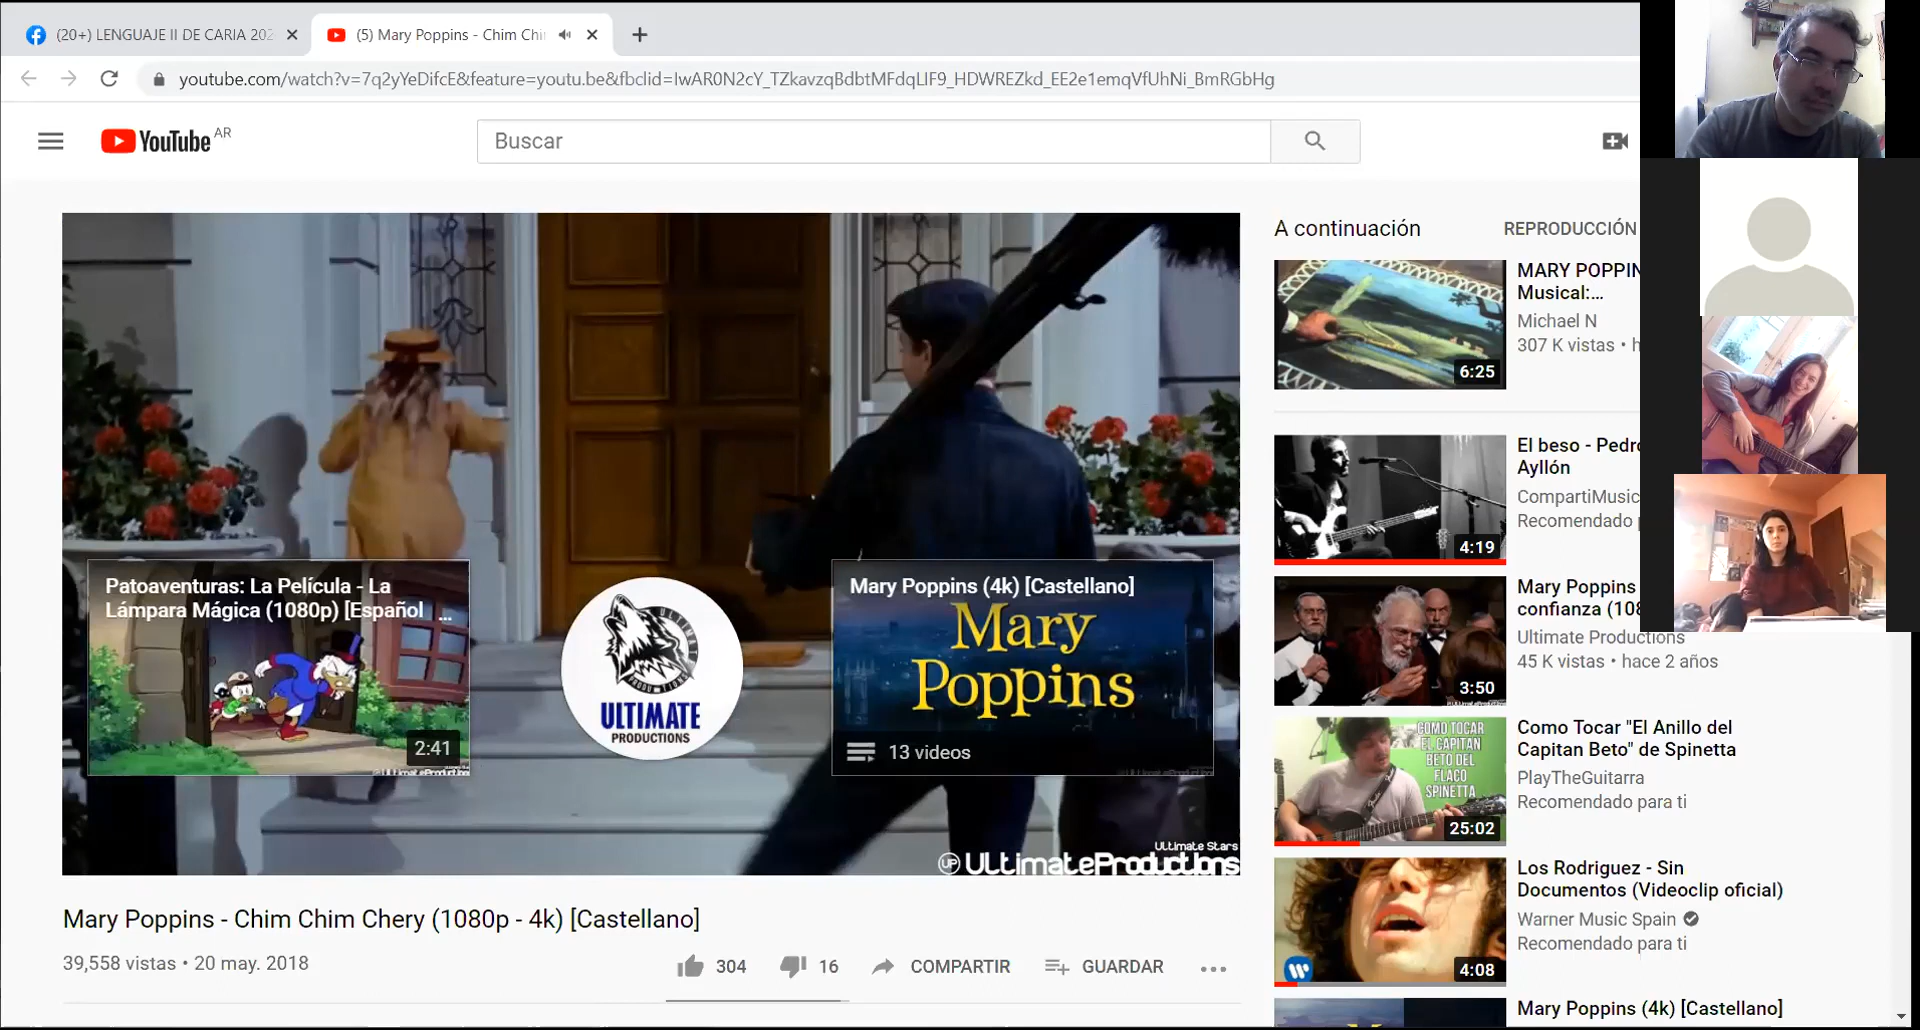 (20+) LENGUAJE II DE CARIA 202
(5) Mary Poppins - Chim Chi
youtube.com/watch?v=7q2yYeDifcE&feature=youtu.be&fbclid=IwAR0N2cY_TZkavzqBdbtMFdqLIF9_HDWREZkd_EE2e1emqVfUhNi_BmRGbHg
YouTube AR
Buscar
Patoaventuras: La Película - La
Lámpara Mágica (1080p) [Español ...
2:41
ULTIMATE
PRODUCTIONS
ULTIMATE
PRODUCTIONS
Mary Poppins (4k) [Castellano]
Mary
Poppins
13 videos
Ultimate Stars
UP ULtimateProductions
Mary Poppins - Chim Chim Chery (1080p - 4k) [Castellano]
39,558 vistas • 20 may. 2018
304
16
COMPARTIR
GUARDAR
A continuación
REPRODUCCIÓN
6:25
MARY POPPIN
Musical:...
Michael N
307 K vistas • h
4:19
El beso - Pedr
Ayllón
CompartiMusic
Recomendado
3:50
Mary Poppins
confianza (108
Ultimate Productions
45 K vistas • hace 2 años
COMO TOCAR
EL CAPITAN
BETO DEL
FLACO
SPINETTA
25:02
Como Tocar "El Anillo del
Capitan Beto" de Spinetta
PlayTheGuitarra
Recomendado para ti
4:08
Los Rodriguez - Sin
Documentos (Videoclip oficial)
Warner Music Spain
Recomendado para ti
Mary Poppins (4k) [Castellano]